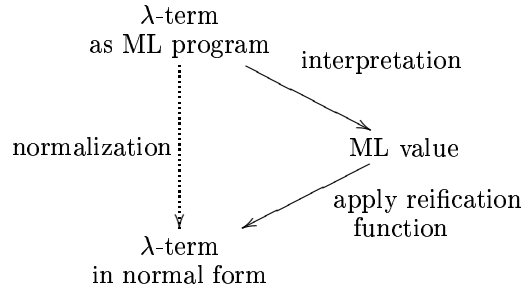 λ-term
as ML program
interpretation
normalization
ML value
apply reification
function
λ-term
in normal form